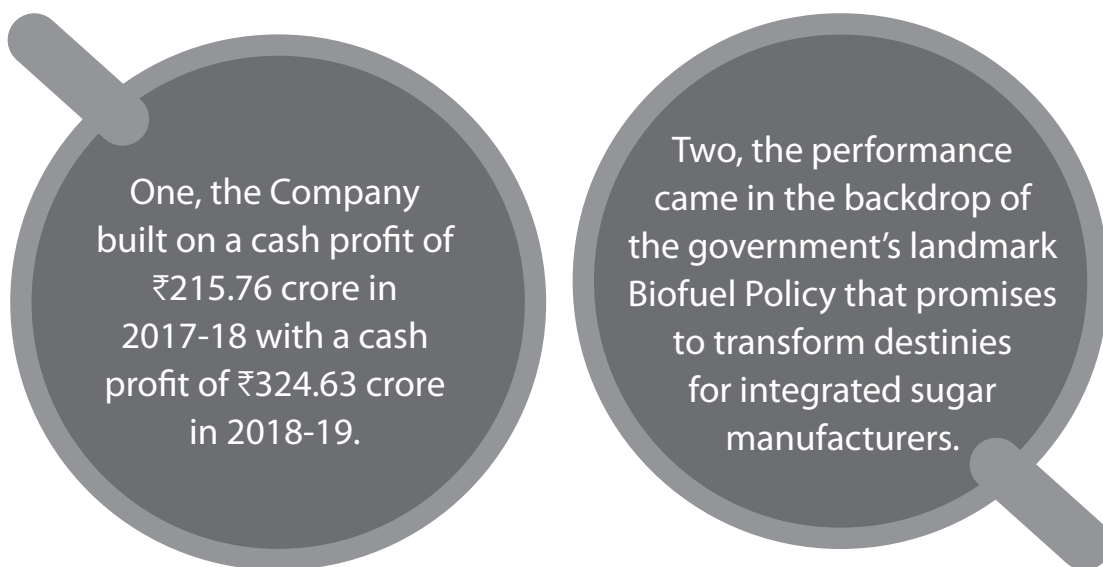 One, the Company
built on a cash profit of
₹215.76 crore in
2017-18 with a cash
profit of ₹324.63 crore
in 2018-19.
Two, the performance
came in the backdrop of
the government’s landmark
Biofuel Policy that promises
to transform destinies
for integrated sugar
manufacturers.